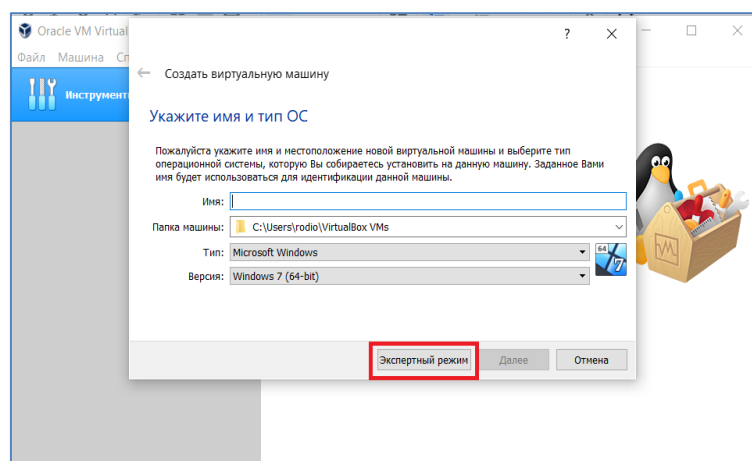 Oracle VM Virtual
Файл Машина
Инструмент
?
Создать виртуальную машину
Укажите имя и тип ОС
Пожалуйста укажите имя и местоположение новой виртуальной машины и выберите тип
операционной системы, которую Вы собираетесь установить на данную машину. Заданное Вами
имя будет использоваться для идентификации данной машины.
Имя:
Папка машины: C:\Users\rodio\VirtualBox VMs
Тип: Microsoft Windows
64
7
Версия: Windows 7 (64-bit)
Экспертный режим Далее Отмена